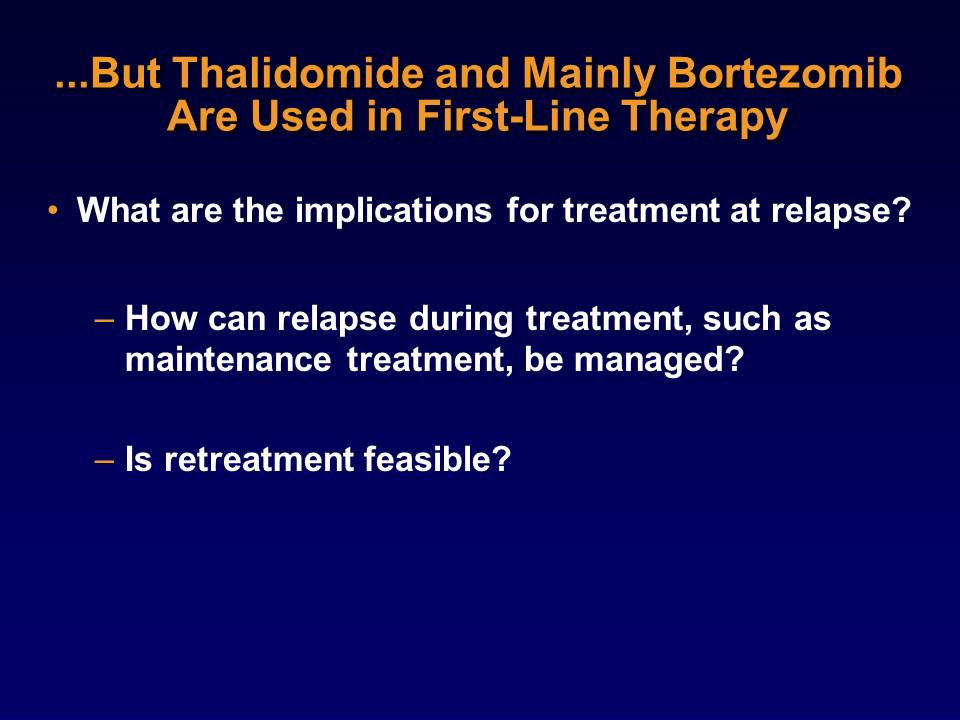 ...But Thalidomide and Mainly Bortezomib
Are Used in First-Line Therapy
• What are the implications for treatment at relapse?
– How can relapse during treatment, such as
maintenance treatment, be managed?
– Is retreatment feasible?